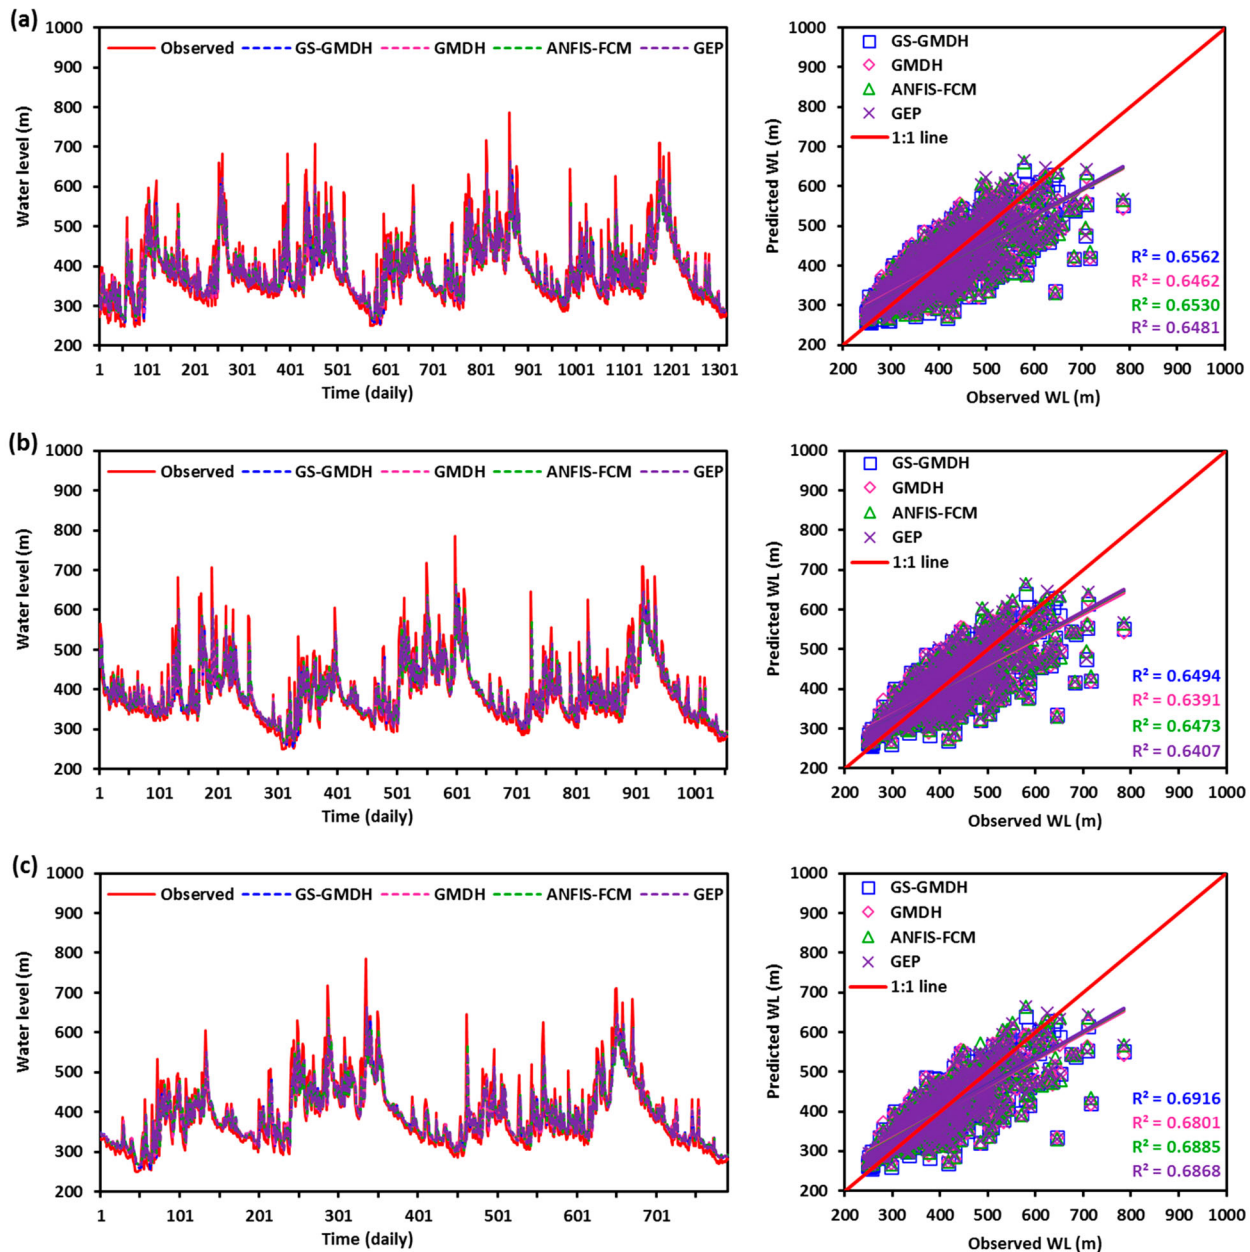 (a)
1000
900
800
700
600
500
400
300
200
Water level (m)
Observed GS-GMDH GMDH ANFIS-FCM GEP
1 101 201 301 401 501 601 701 801 901 1001 1101 1201 1301
Time (daily)
1000
900
800
700
600
500
400
300
200
Predicted WL (m)
GS-GMDH
GMDH
ANFIS-FCM
GEP
1:1 line
R² = 0.6562
R² = 0.6462
R² = 0.6530
R² = 0.6481
200 300 400 500 600 700 800 900 1000
Observed WL (m)
(b)
1000
900
800
700
600
500
400
300
200
Water level (m)
Observed GS-GMDH GMDH ANFIS-FCM GEP
1 101 201 301 401 501 601 701 801 901 1001
Time (daily)
1000
900
800
700
600
500
400
300
200
Predicted WL (m)
GS-GMDH
GMDH
ANFIS-FCM
GEP
1:1 line
R² = 0.6494
R² = 0.6391
R² = 0.6473
R² = 0.6407
200 300 400 500 600 700 800 900 1000
Observed WL (m)
(c)
1000
900
800
700
600
500
400
300
200
Water level (m)
Observed GS-GMDH GMDH ANFIS-FCM GEP
1 101 201 301 401 501 601 701
Time (daily)
1000
900
800
700
600
500
400
300
200
Predicted WL (m)
GS-GMDH
GMDH
ANFIS-FCM
GEP
1:1 line
R² = 0.6916
R² = 0.6801
R² = 0.6885
R² = 0.6868
200 300 400 500 600 700 800 900 1000
Observed WL (m)